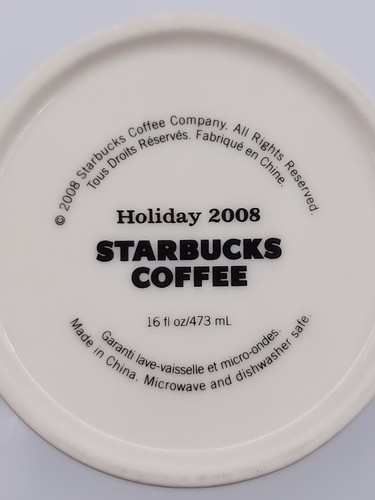 © 2008 Starbucks Coffee Company. All Rights Reserved.
Tous Droits Réservés. Fabriqué en Chine.
Holiday 2008
STARBUCKS
COFFEE
16 fl oz/473 mL
Garanti lave-vaisselle et micro-ondes.
Made in China. Microwave and dishwasher safe.